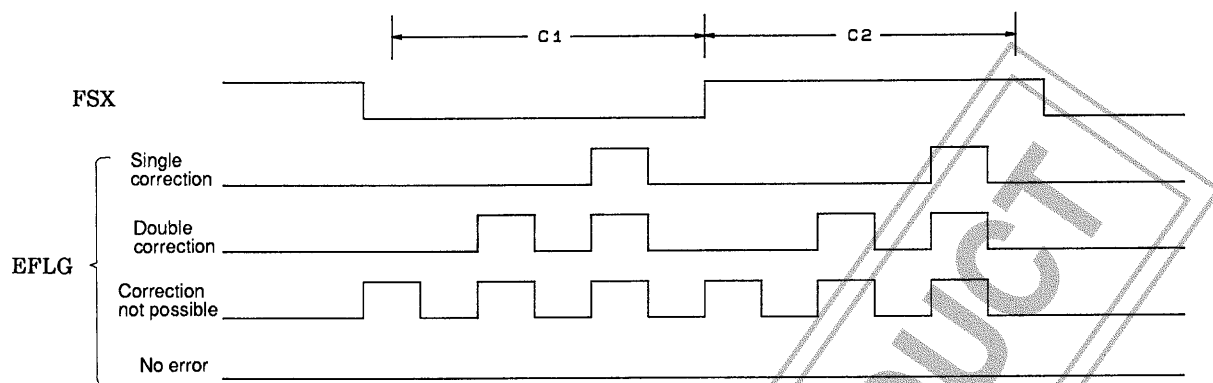 C1
C2
FSX
Single
correction
Double
correction
EFLG
Correction
not possible
No error